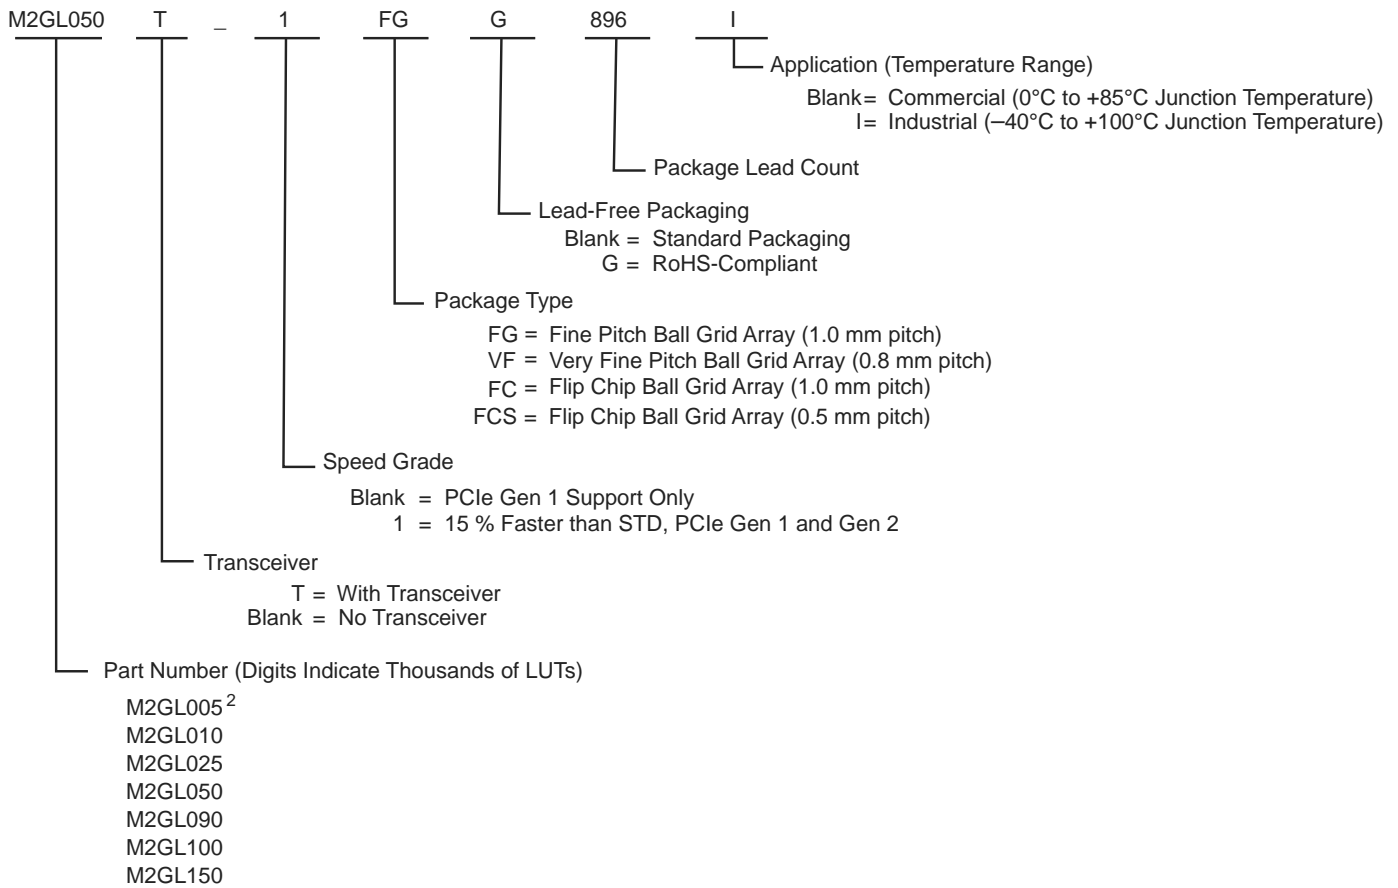 M2GL050 T _ 1 FG G 896 I
Application (Temperature Range)
Blank= Commercial (0°C to +85°C Junction Temperature)
I= Industrial (–40°C to +100°C Junction Temperature)
Package Lead Count
Lead-Free Packaging
Blank = Standard Packaging
G = RoHS-Compliant
Package Type
FG = Fine Pitch Ball Grid Array (1.0 mm pitch)
VF = Very Fine Pitch Ball Grid Array (0.8 mm pitch)
FC = Flip Chip Ball Grid Array (1.0 mm pitch)
FCS = Flip Chip Ball Grid Array (0.5 mm pitch)
Speed Grade
Blank = PCIe Gen 1 Support Only
1 = 15 % Faster than STD, PCIe Gen 1 and Gen 2
Transceiver
T = With Transceiver
Blank = No Transceiver
Part Number (Digits Indicate Thousands of LUTs)
M2GL005 2
M2GL010
M2GL025
M2GL050
M2GL090
M2GL100
M2GL150